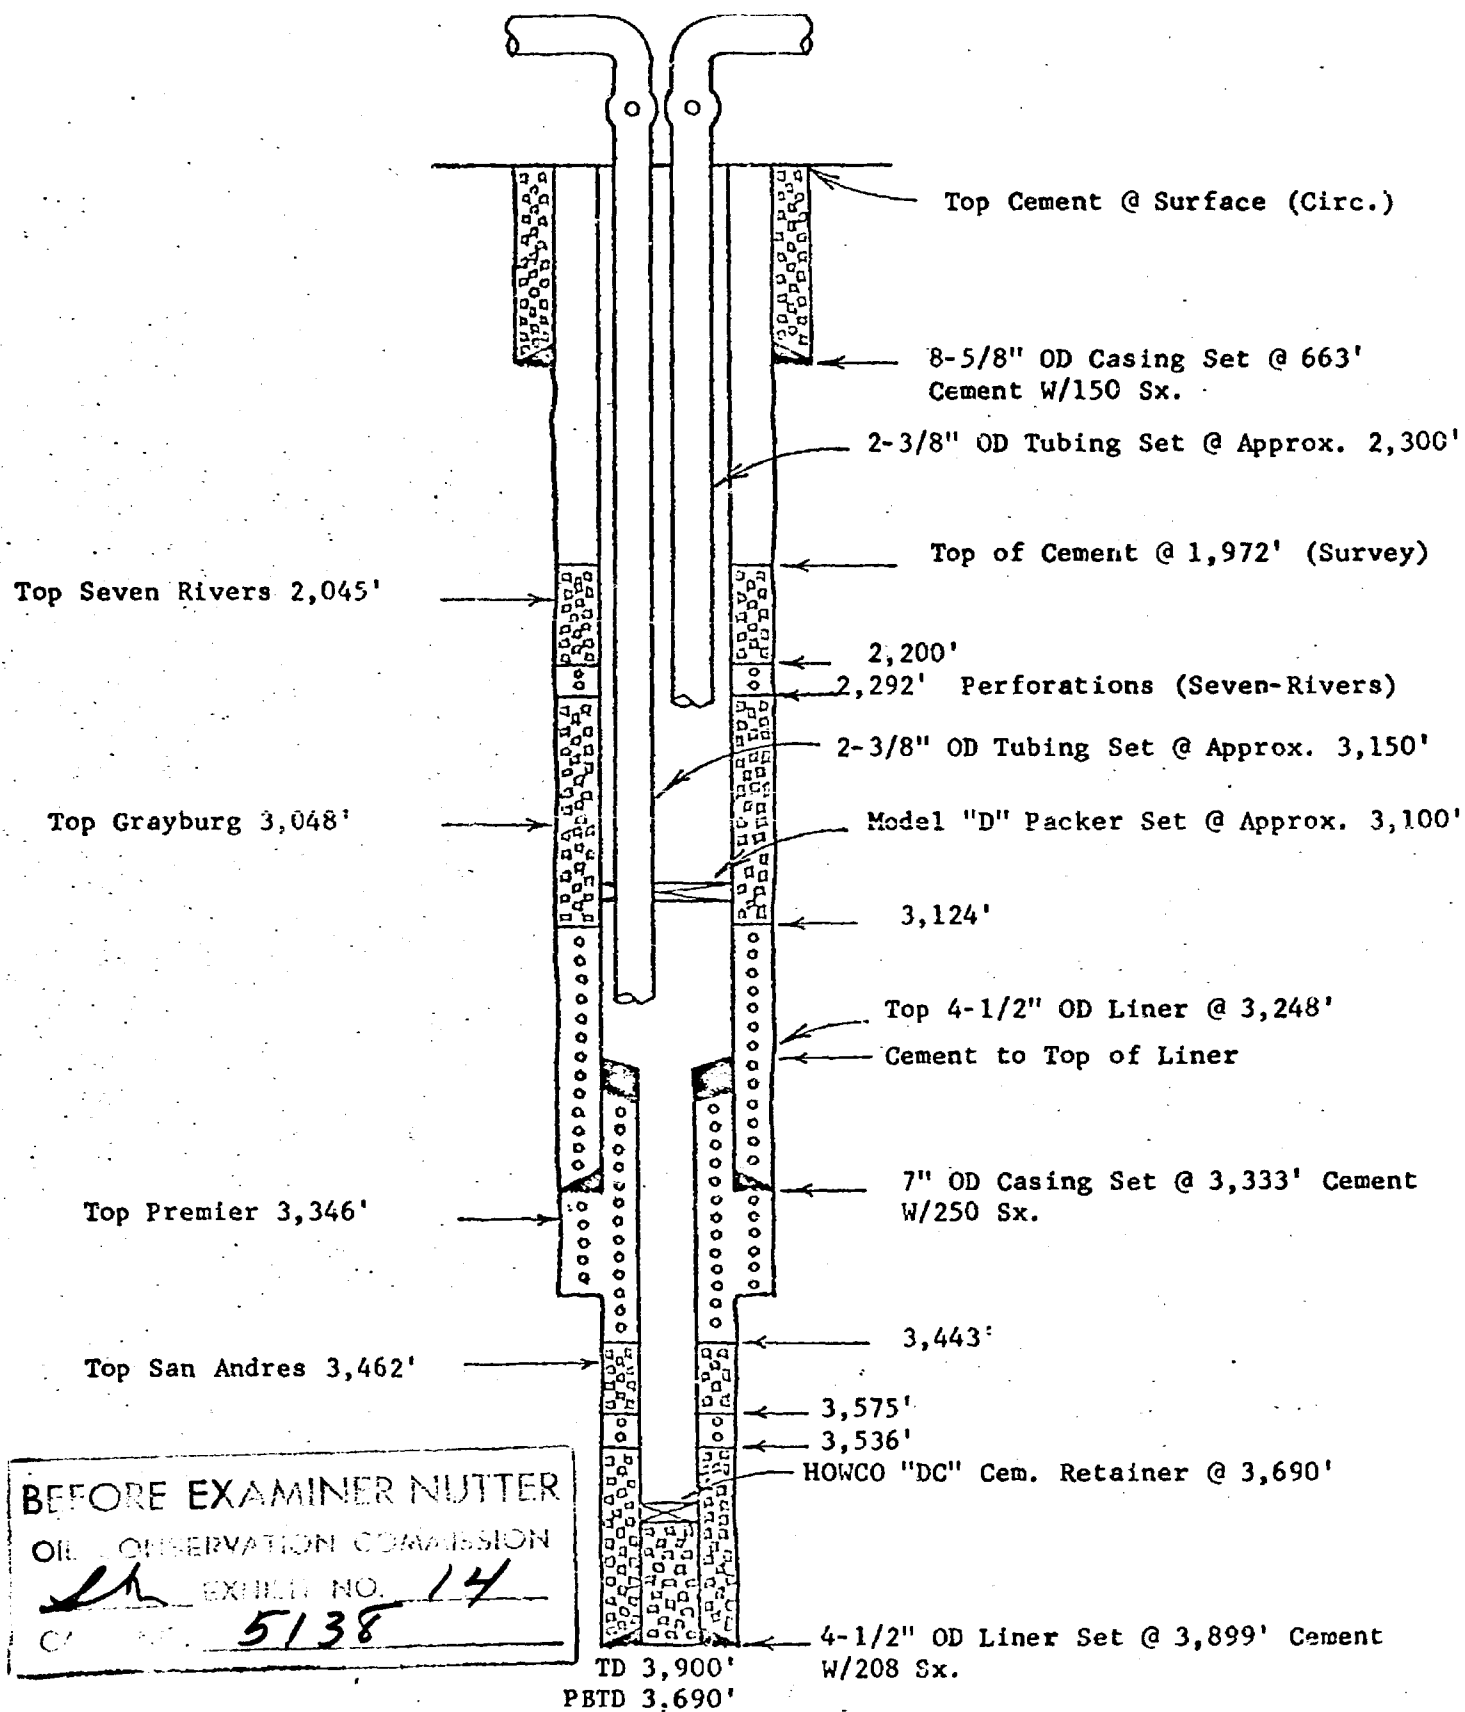 Top Cement @ Surface (Circ.)
8-5/8" OD Casing Set @ 663'
Cement W/150 Sx.
2-3/8" OD Tubing Set @ Approx. 2,300'
Top of Cement @ 1,972' (Survey)
Top Seven Rivers 2,045'
2,200'
2,292' Perforations (Seven-Rivers)
2-3/8" OD Tubing Set @ Approx. 3,150'
Top Grayburg 3,048'
Model "D" Packer Set @ Approx. 3,100'
3,124'
Top 4-1/2" OD Liner @ 3,248'
Cement to Top of Liner
7" OD Casing Set @ 3,333' Cement
W/250 Sx.
Top Premier 3,346'
3,443'
Top San Andres 3,462'
3,575'
3,536'
HOWCO "DC" Cem. Retainer @ 3,690'
BEFORE EXAMINER NUTTER
OIL CONSERVATION COMMISSION
EXHIBIT NO. 14
5138
4-1/2" OD Liner Set @ 3,899' Cement
W/208 Sx.
TD 3,900'
PBTD 3,690'